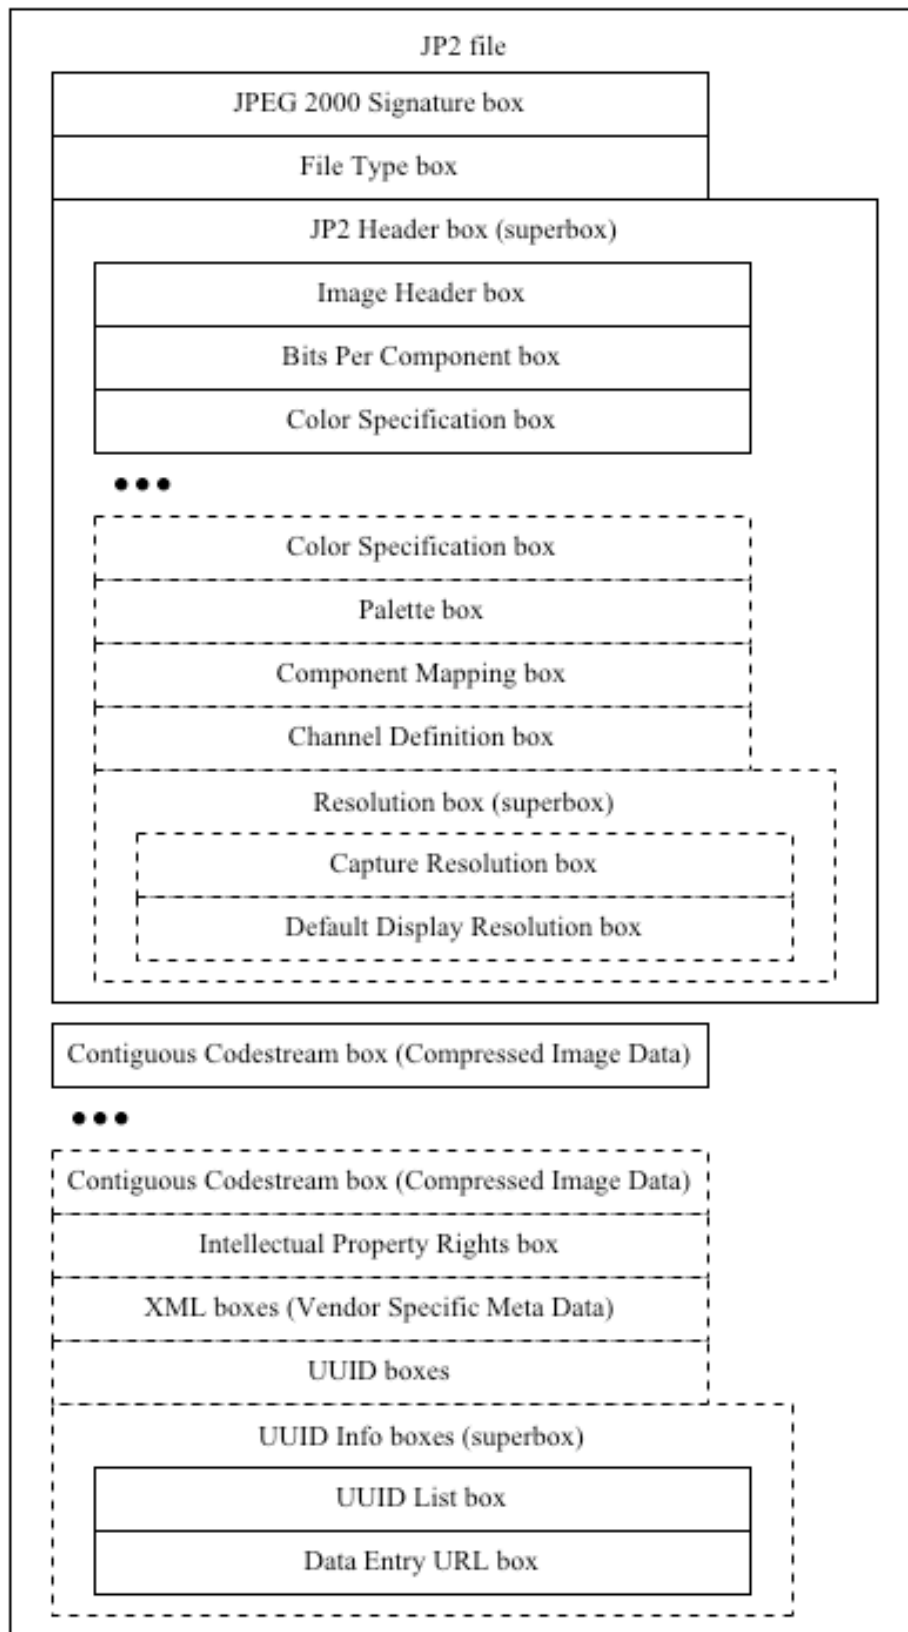 JP2 file
JPEG 2000 Signature box
File Type box
JP2 Header box (superbox)
Image Header box
Bits Per Component box
Color Specification box
•••
Color Specification box
Palette box
Component Mapping box
Channel Definition box
Resolution box (superbox)
Capture Resolution box
Default Display Resolution box
Contiguous Codestream box (Compressed Image Data)
•••
Contiguous Codestream box (Compressed Image Data)
Intellectual Property Rights box
XML boxes (Vendor Specific Meta Data)
UUID boxes
UUID Info boxes (superbox)
UUID List box
Data Entry URL box